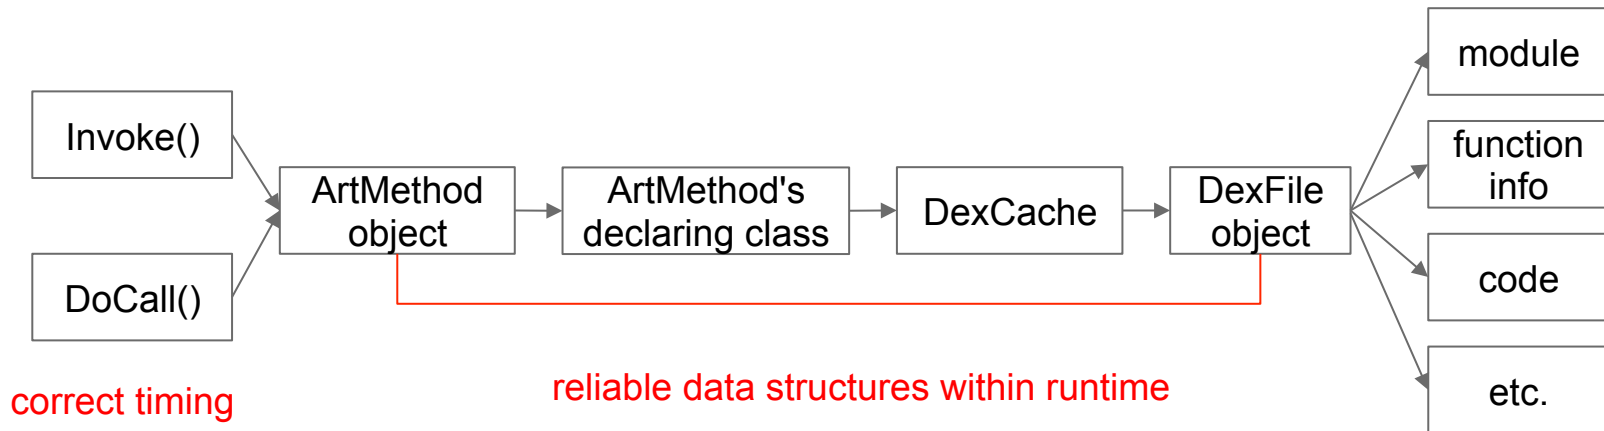 Invoke()
DoCall()
correct timing
ArtMethod
object
ArtMethod's
declaring class
DexCache
DexFile
object
reliable data structures within runtime
module
function
info
code
etc.